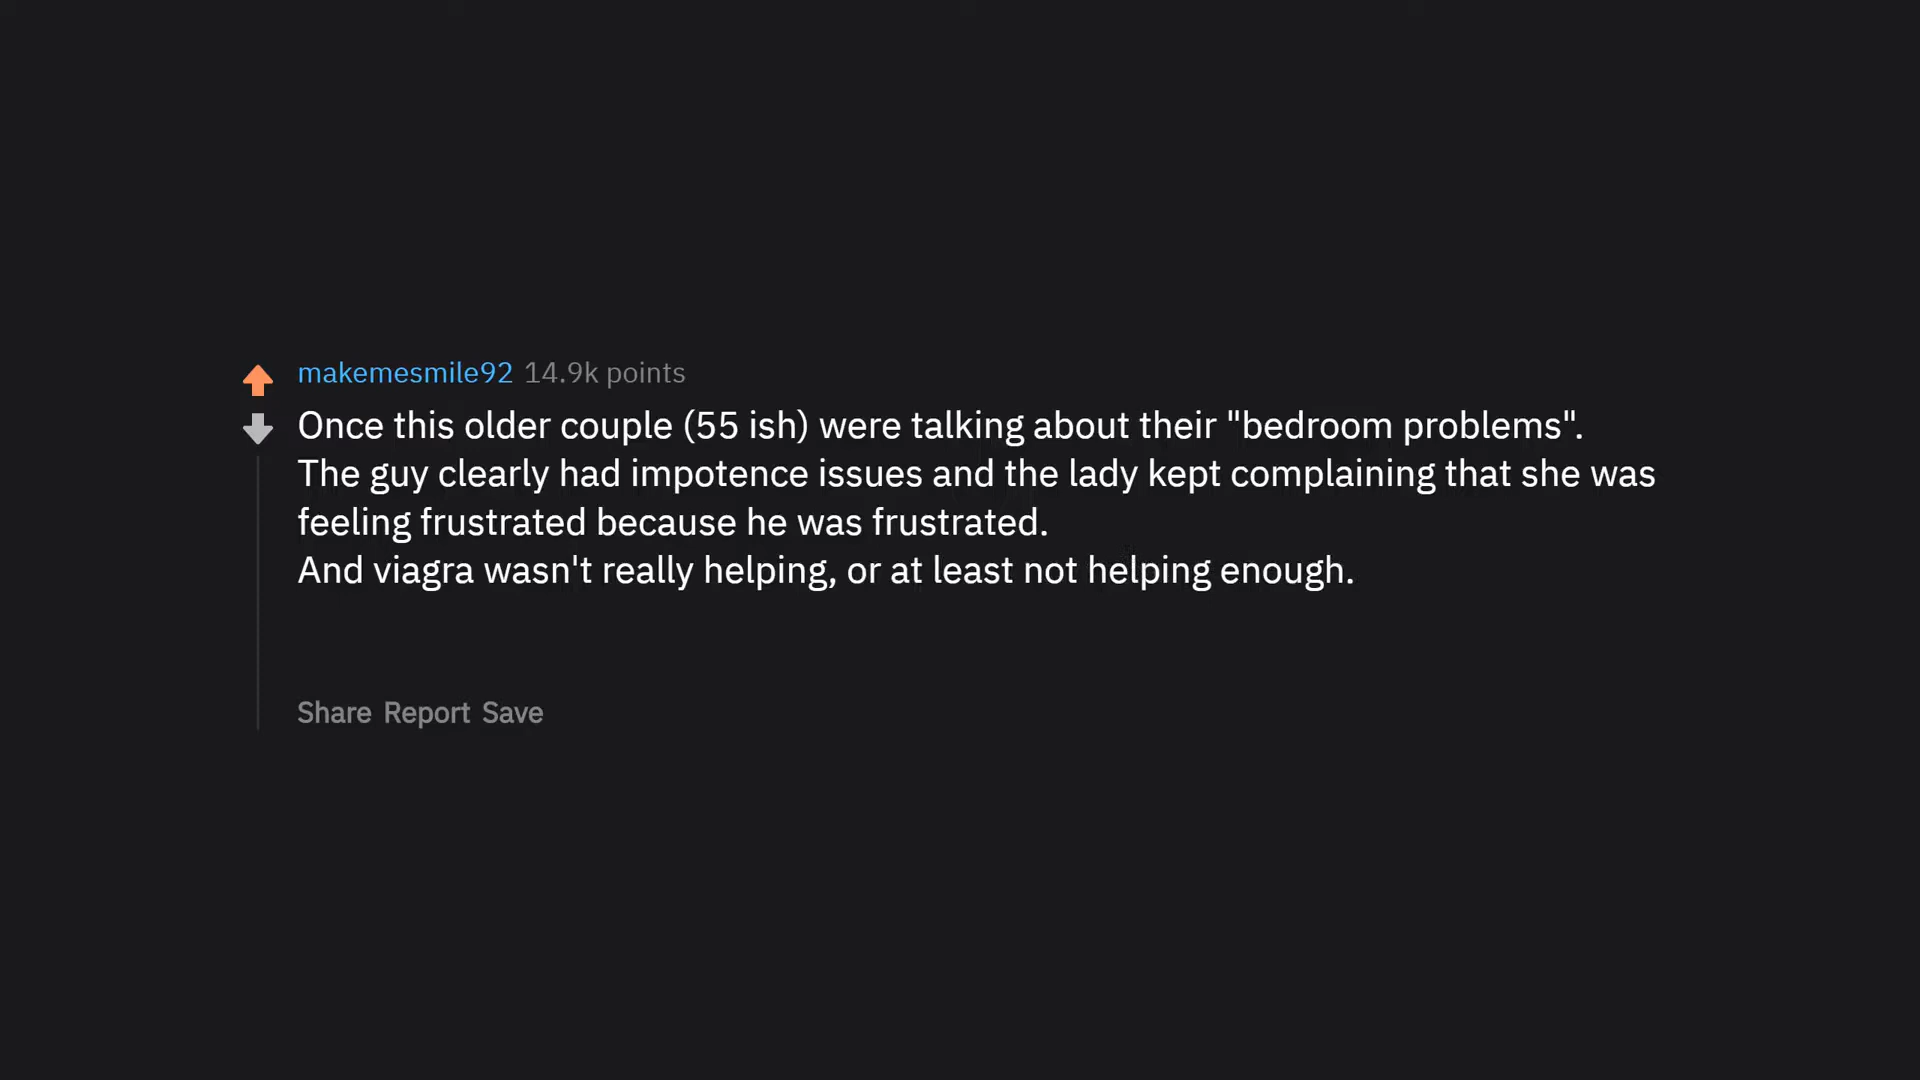 makemesmile92 14.9k points
Once this older couple (55 ish) were talking about their "bedroom problems".
The guy clearly had impotence issues and the lady kept complaining that she was
feeling frustrated because he was frustrated.
And viagra wasn't really helping, or at least not helping enough.
Share Report Save